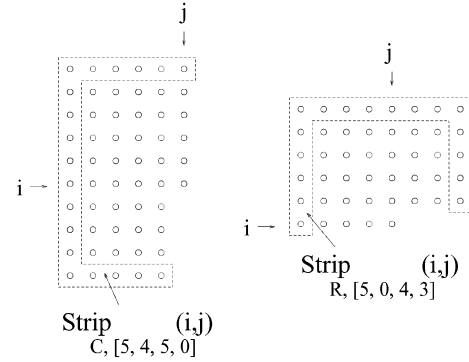 j
i
Strip (i,j)
C, [5, 4, 5, 0]
j
i
Strip (i,j)
R, [5, 0, 4, 3]